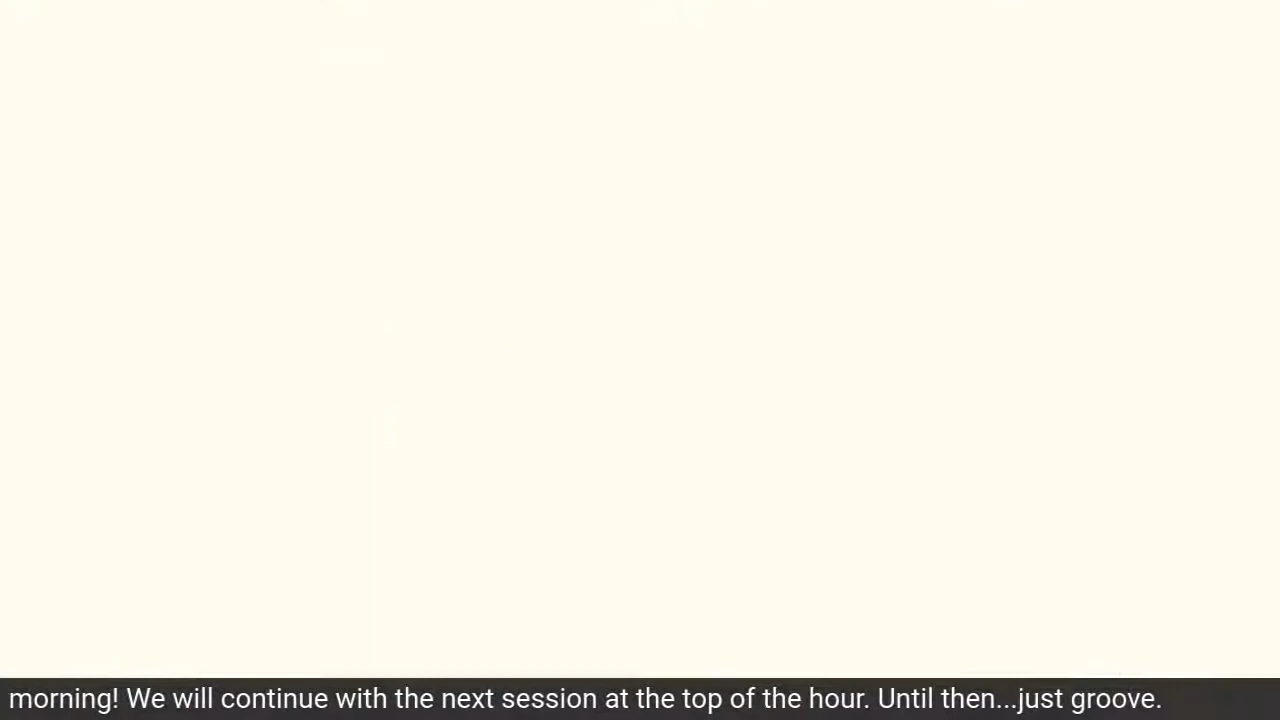 morning! We will continue with the next session at the top of the hour. Until then...just groove.